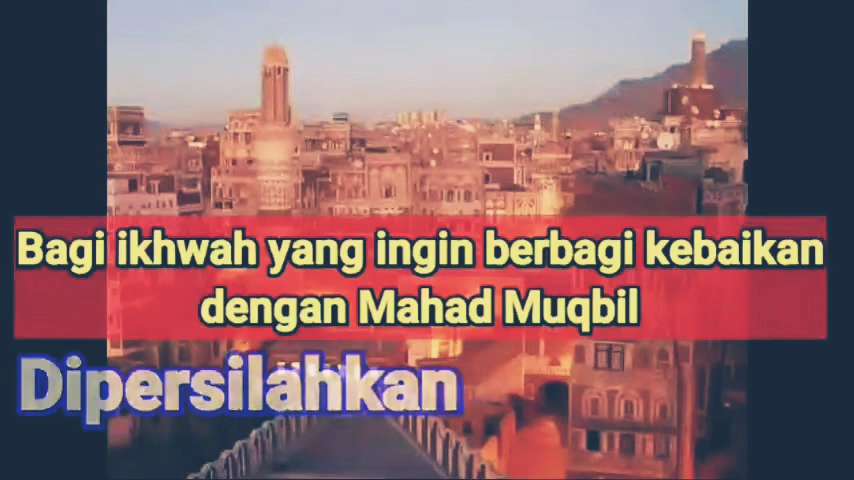 Bagi ikhwah yang ingin berbagi kebaikan
dengan Mahad Muqbil
Dipersilahkan